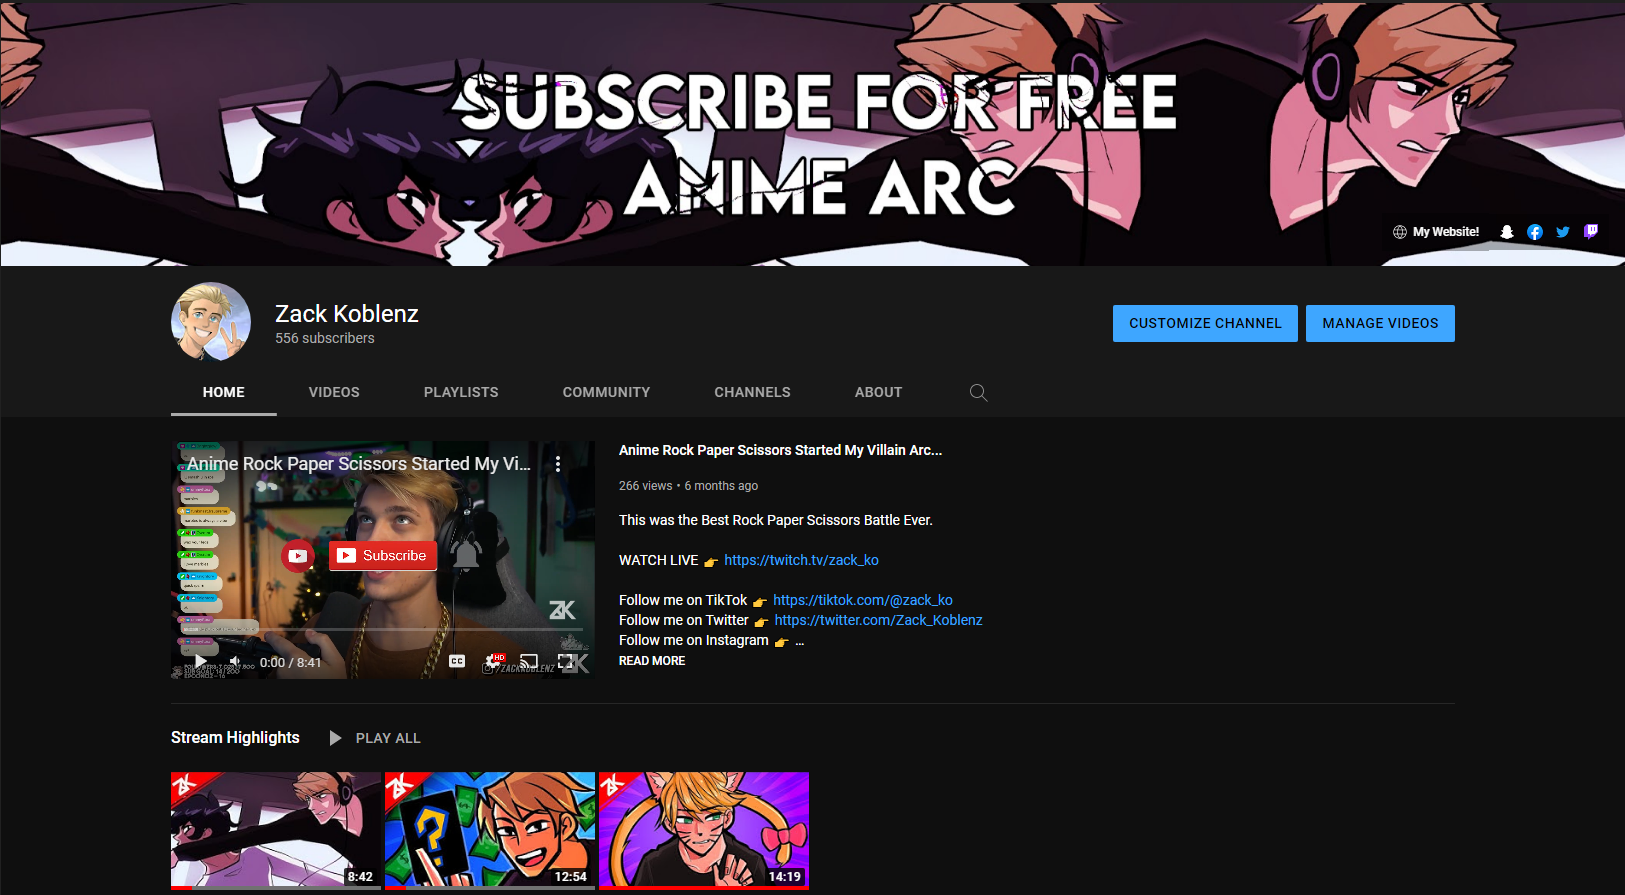 SUBSCRIBE FOR FREE
ANIME ARC
My Website!
Zack Koblenz
556 subscribers
CUSTOMIZE CHANNEL
MANAGE VIDEOS
HOME
VIDEOS
PLAYLISTS
COMMUNITY
CHANNELS
ABOUT
Anime Rock Paper Scissors Started My Vi...
Subscribe
ZK
0:00 / 8:41
CC
HD
/ZACKKOBLENZ
ZK
Anime Rock Paper Scissors Started My Villain Arc...
266 views • 6 months ago
This was the Best Rock Paper Scissors Battle Ever.
WATCH LIVE 👉 https://twitch.tv/zack_ko
Follow me on TikTok 👉 https://tiktok.com/@zack_ko
Follow me on Twitter 👉 https://twitter.com/Zack_Koblenz
Follow me on Instagram 👉 ...
READ MORE
Stream Highlights
PLAY ALL
ZK
8:42
ZK
?
12:54
ZK
14:19